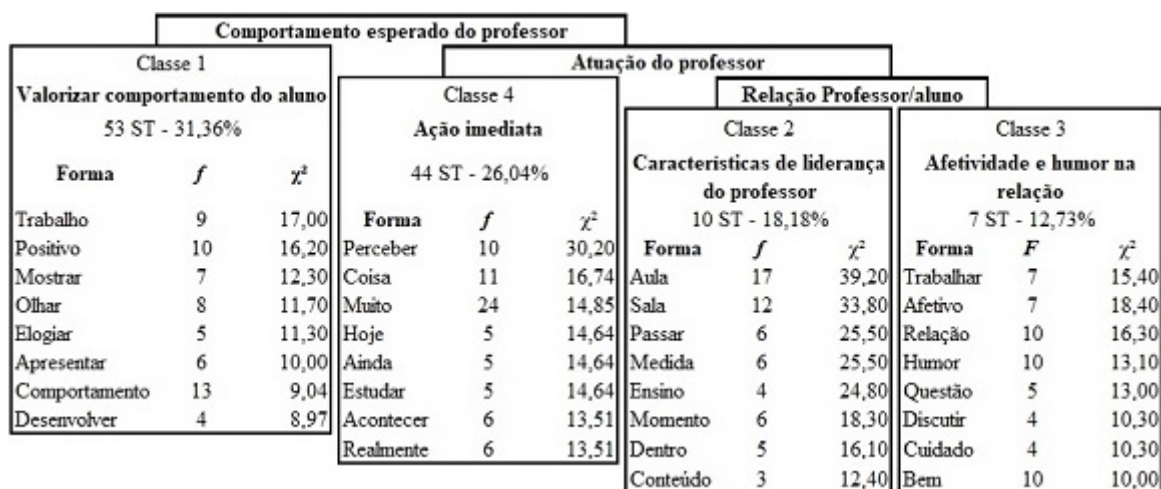 Comportamento esperado do professor
Atuação do professor
Relação Professor/aluno
Classe 1
Valorizar comportamento do aluno
53 ST - 31,36%
Forma f χ²
Trabalho 9 17,00
Positivo 10 16,20
Mostrar 7 12,30
Olhar 8 11,70
Elogiar 5 11,30
Apresentar 6 10,00
Comportamento 13 9,04
Desenvolver 4 8,97
Classe 4
Ação imediata
44 ST - 26,04%
Forma f χ²
Perceber 10 30,20
Coisa 11 16,74
Muito 24 14,85
Hoje 5 14,64
Ainda 5 14,64
Estudar 5 14,64
Acontecer 6 13,51
Realmente 6 13,51
Classe 2
Características de liderança
do professor
10 ST - 18,18%
Forma f χ²
Aula 17 39,20
Sala 12 33,80
Passar 6 25,50
Medida 6 25,50
Ensino 4 24,80
Momento 6 18,30
Dentro 5 16,10
Conteúdo 3 12,40
Classe 3
Afetividade e humor na
relação
7 ST - 12,73%
Forma F χ²
Trabalhar 7 15,40
Afetivo 7 18,40
Relação 10 16,30
Humor 10 13,10
Questão 5 13,00
Discutir 4 10,30
Cuidado 4 10,30
Bem 10 10,00